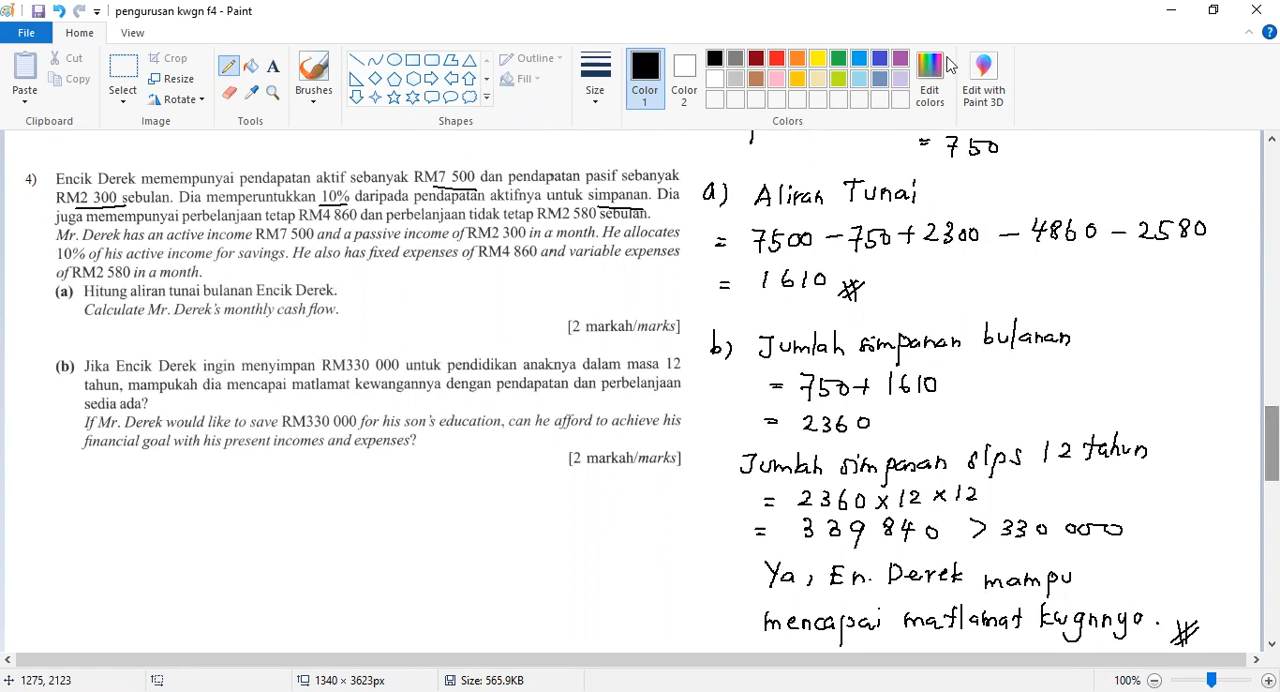 pengurusan kwgn f4 - Paint
File Home View
Paste
Cut
Copy
Clipboard
Select
Crop
Resize
Rotate
Image
Tools
Brushes
Shapes
Outline
Fill
Size
Color 1
Color 2
Colors
Edit colors
Edit with Paint 3D
= 750
4) Encik Derek memempunyai pendapatan aktif sebanyak RM7 500 dan pendapatan pasif sebanyak
RM2 300 sebulan. Dia memperuntukkan 10% daripada pendapatan aktifnya untuk simpanan. Dia
juga memempunyai perbelanjaan tetap RM4 860 dan perbelanjaan tidak tetap RM2 580 sebulan.
Mr. Derek has an active income RM7 500 and a passive income of RM2 300 in a month. He allocates
10% of his active income for savings. He also has fixed expenses of RM4 860 and variable expenses
of RM2 580 in a month.
(a) Hitung aliran tunai bulanan Encik Derek.
Calculate Mr. Derek's monthly cash flow.
[2 markah/marks]
(b) Jika Encik Derek ingin menyimpan RM330 000 untuk pendidikan anaknya dalam masa 12
tahun, mampukah dia mencapai matlamat kewangannya dengan pendapatan dan perbelanjaan
sedia ada?
If Mr. Derek would like to save RM330 000 for his son's education, can he afford to achieve his
financial goal with his present incomes and expenses?
[2 markah/marks]
a) Aliran Tunai
= 7500 - 750 + 2300 - 4860 - 2580
= 1610
b) Jumlah simpanan bulanan
= 750 + 1610
= 2360
Jumlah simpanan slps 12 tahun
= 2360 × 12 × 12
= 339 840 > 330 000
Ya, En. Derek mampu
mencapai matlamat kwgnnya.
1275, 2123
1340 × 3623px
Size: 565.9KB
100%